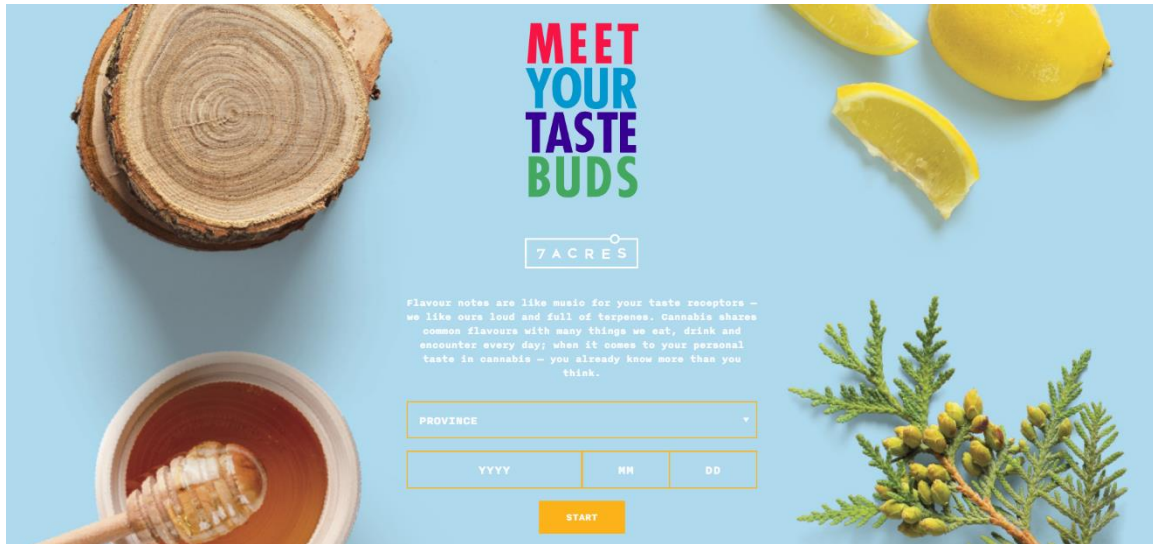 MEET
YOUR
TASTE
BUDS
7ACRES
Flavour notes are like music for your taste receptors —
we like ours loud and full of terpenes. Cannabis shares
common flavours with many things we eat, drink and
encounter every day; when it comes to your personal
taste in cannabis — you already know more than you
think.
PROVINCE
YYYY MM DD
START